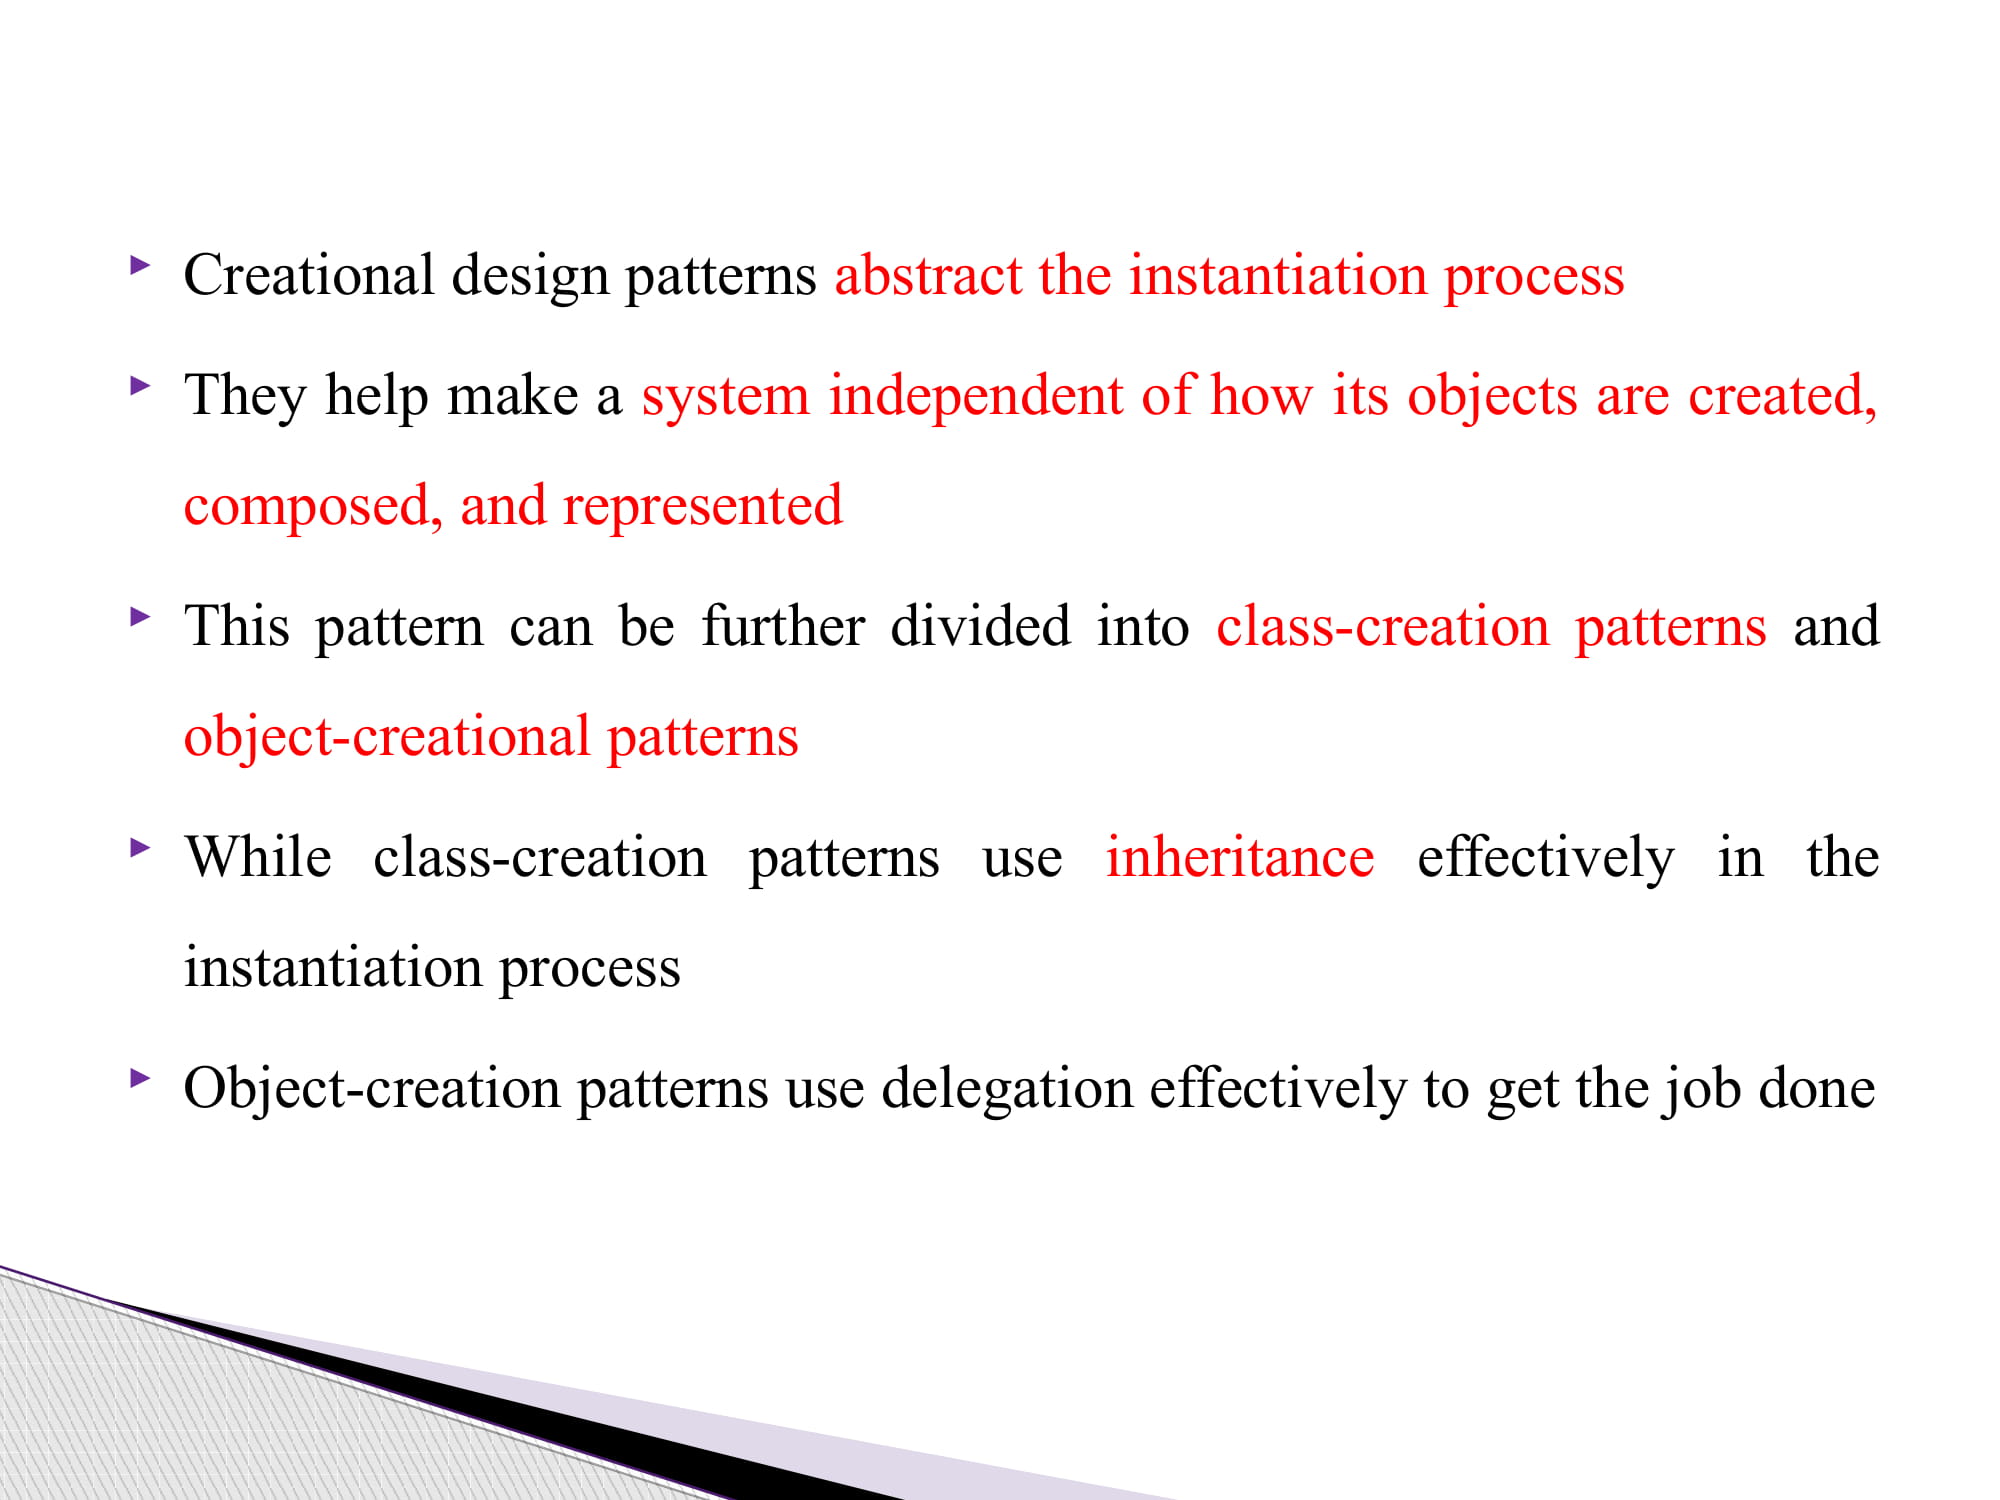 Creational design patterns abstract the instantiation process
They help make a system independent of how its objects are created,
composed, and represented
This pattern can be further divided into class-creation patterns and
object-creational patterns
While class-creation patterns use inheritance effectively in the
instantiation process
Object-creation patterns use delegation effectively to get the job done